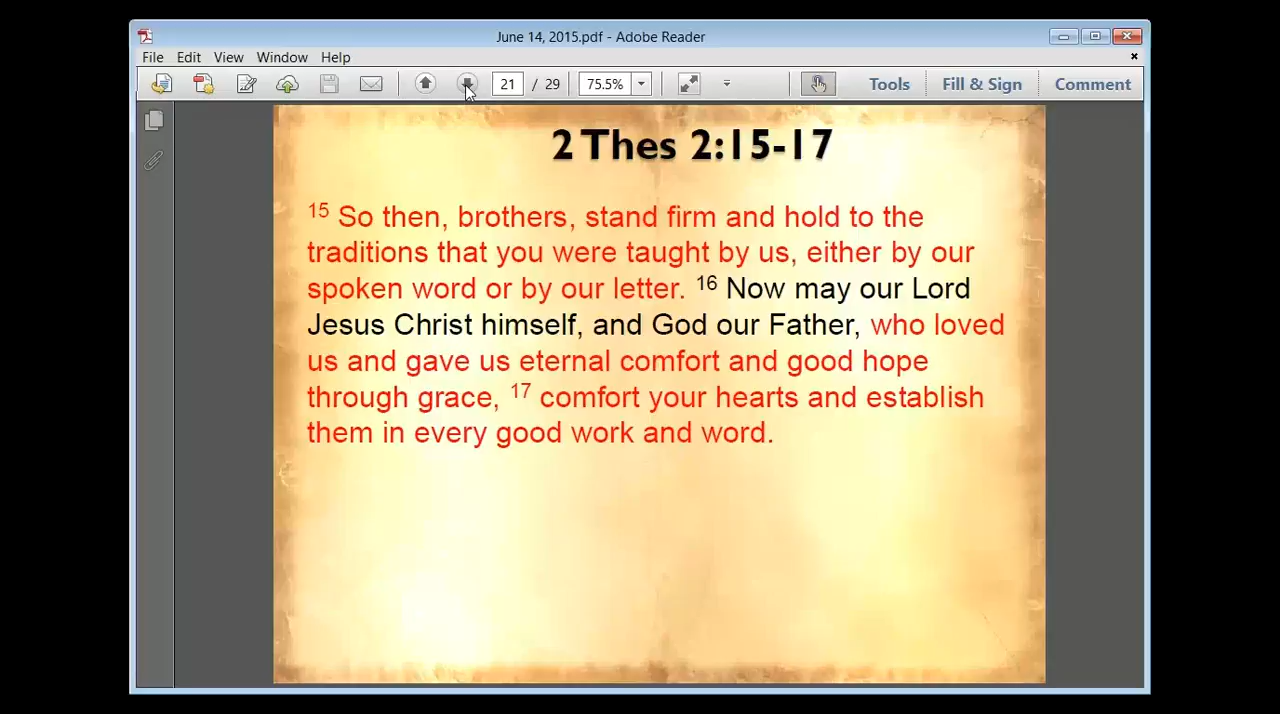 June 14, 2015.pdf - Adobe Reader
File Edit View Window Help
21 / 29 75.5% Tools Fill & Sign Comment
2 Thes 2:15-17
15 So then, brothers, stand firm and hold to the
traditions that you were taught by us, either by our
spoken word or by our letter. 16 Now may our Lord
Jesus Christ himself, and God our Father, who loved
us and gave us eternal comfort and good hope
through grace, 17 comfort your hearts and establish
them in every good work and word.